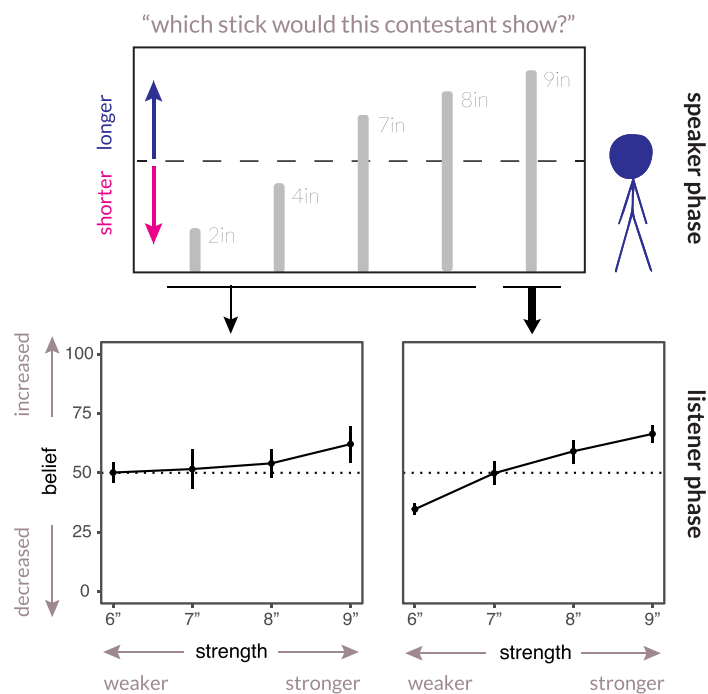 “which stick would this contestant show?”
longer
shorter
2in
4in
7in
8in
9in
speaker phase
increased
belief
decreased
100
75
50
25
0
6”
7”
8”
9”
strength
weaker
stronger
6”
7”
8”
9”
strength
weaker
stronger
listener phase